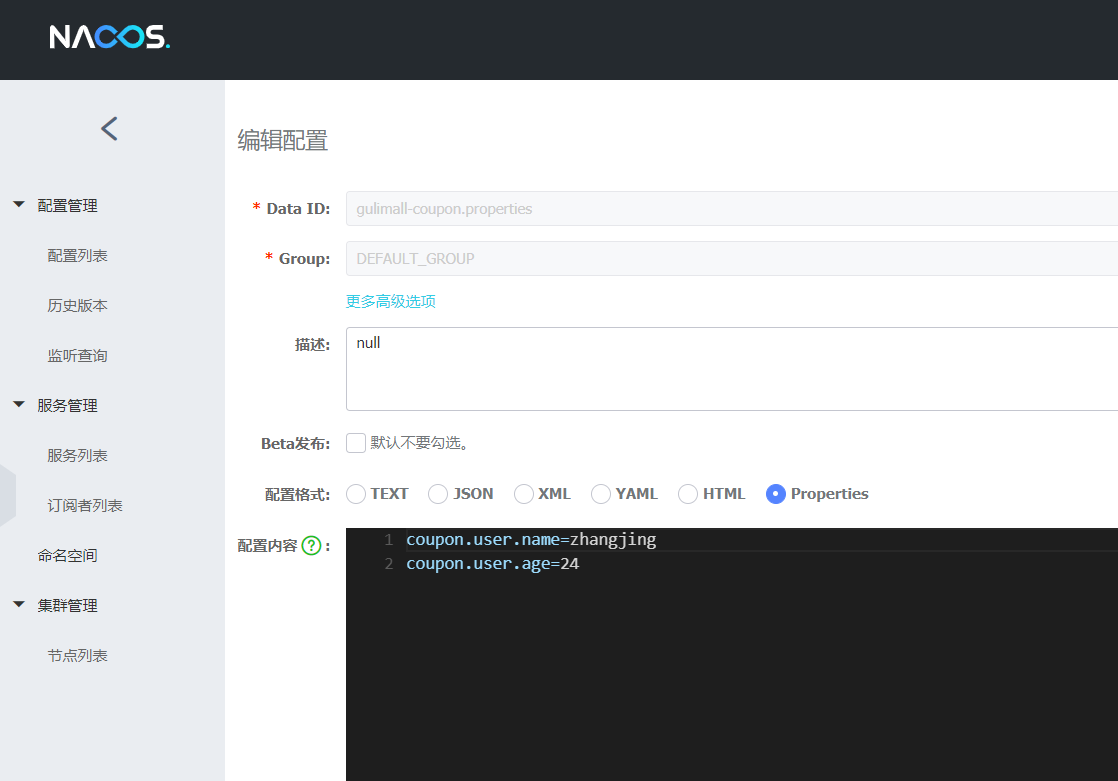 NACOS.
编辑配置
配置管理
* Data ID: gulimall-coupon.properties
配置列表
* Group: DEFAULT_GROUP
历史版本
更多高级选项
监听查询
描述: null
服务管理
Beta发布: 默认不要勾选。
服务列表
配置格式: TEXT JSON XML YAML HTML Properties
订阅者列表
配置内容 ? :
1 coupon.user.name=zhangjing
2 coupon.user.age=24
命名空间
集群管理
节点列表